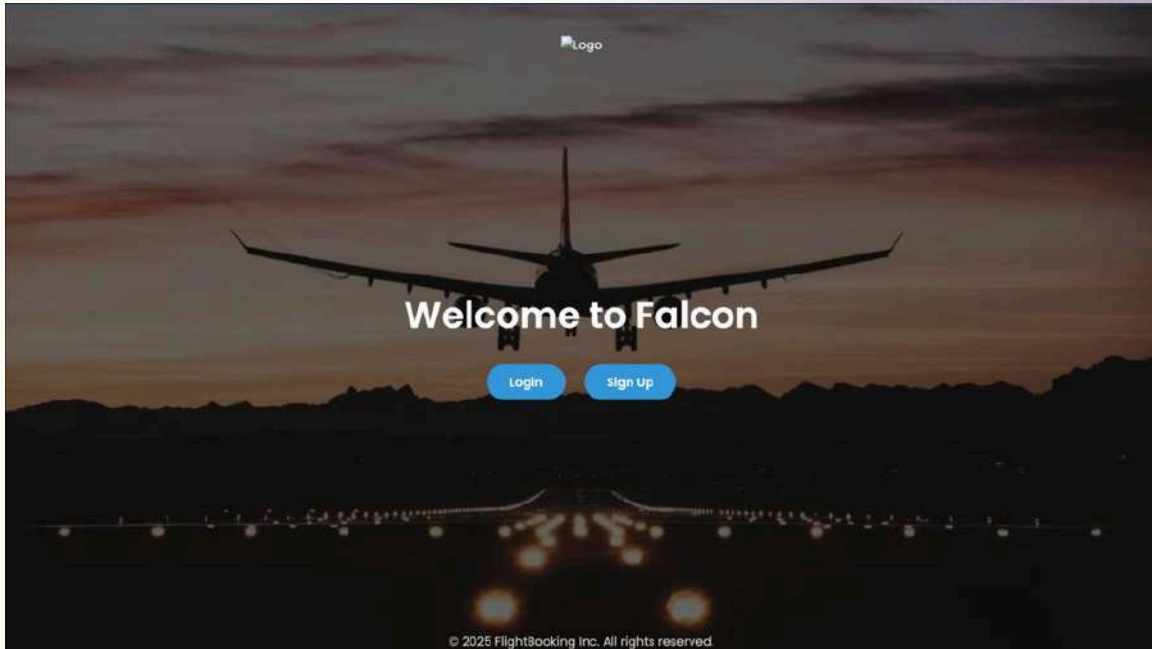 Logo
Welcome to Falcon
Login
Sign Up
© 2025 FlightBooking Inc. All rights reserved.